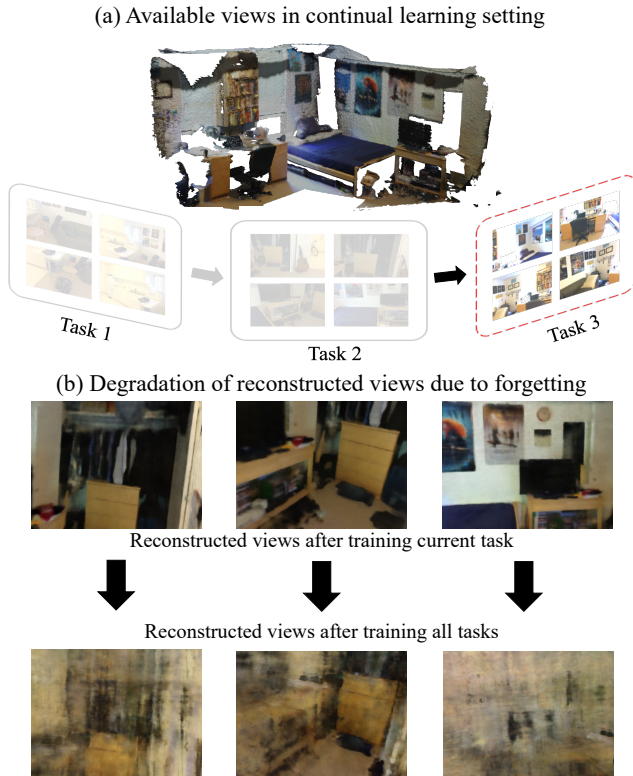 (a) Available views in continual learning setting
Task 1
Task 2
Task 3
(b) Degradation of reconstructed views due to forgetting
Reconstructed views after training current task
Reconstructed views after training all tasks